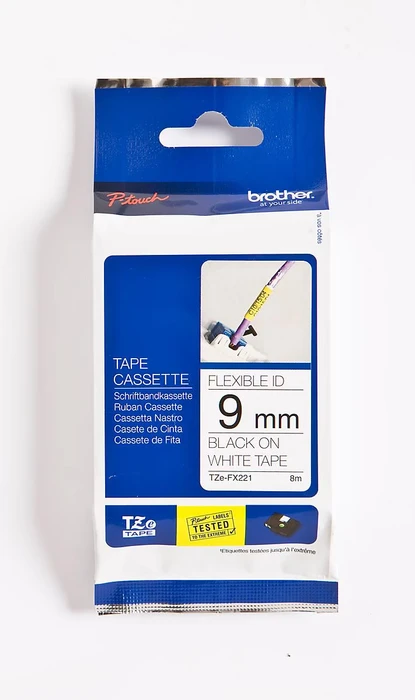 P-touch
brother
at your side
*à vos côtés
TAPE
CASSETTE
Schriftbandkassette
Ruban Cassette
Cassetta Nastro
Casete de Cinta
Cassete de Fita
FLEXIBLE ID
9 mm
BLACK ON
WHITE TAPE
TZe-FX221 8m
TZe
TAPE
P-touch LABELS
TESTED
TO THE EXTREME
*Etiquettes testées jusqu'à l'extrême